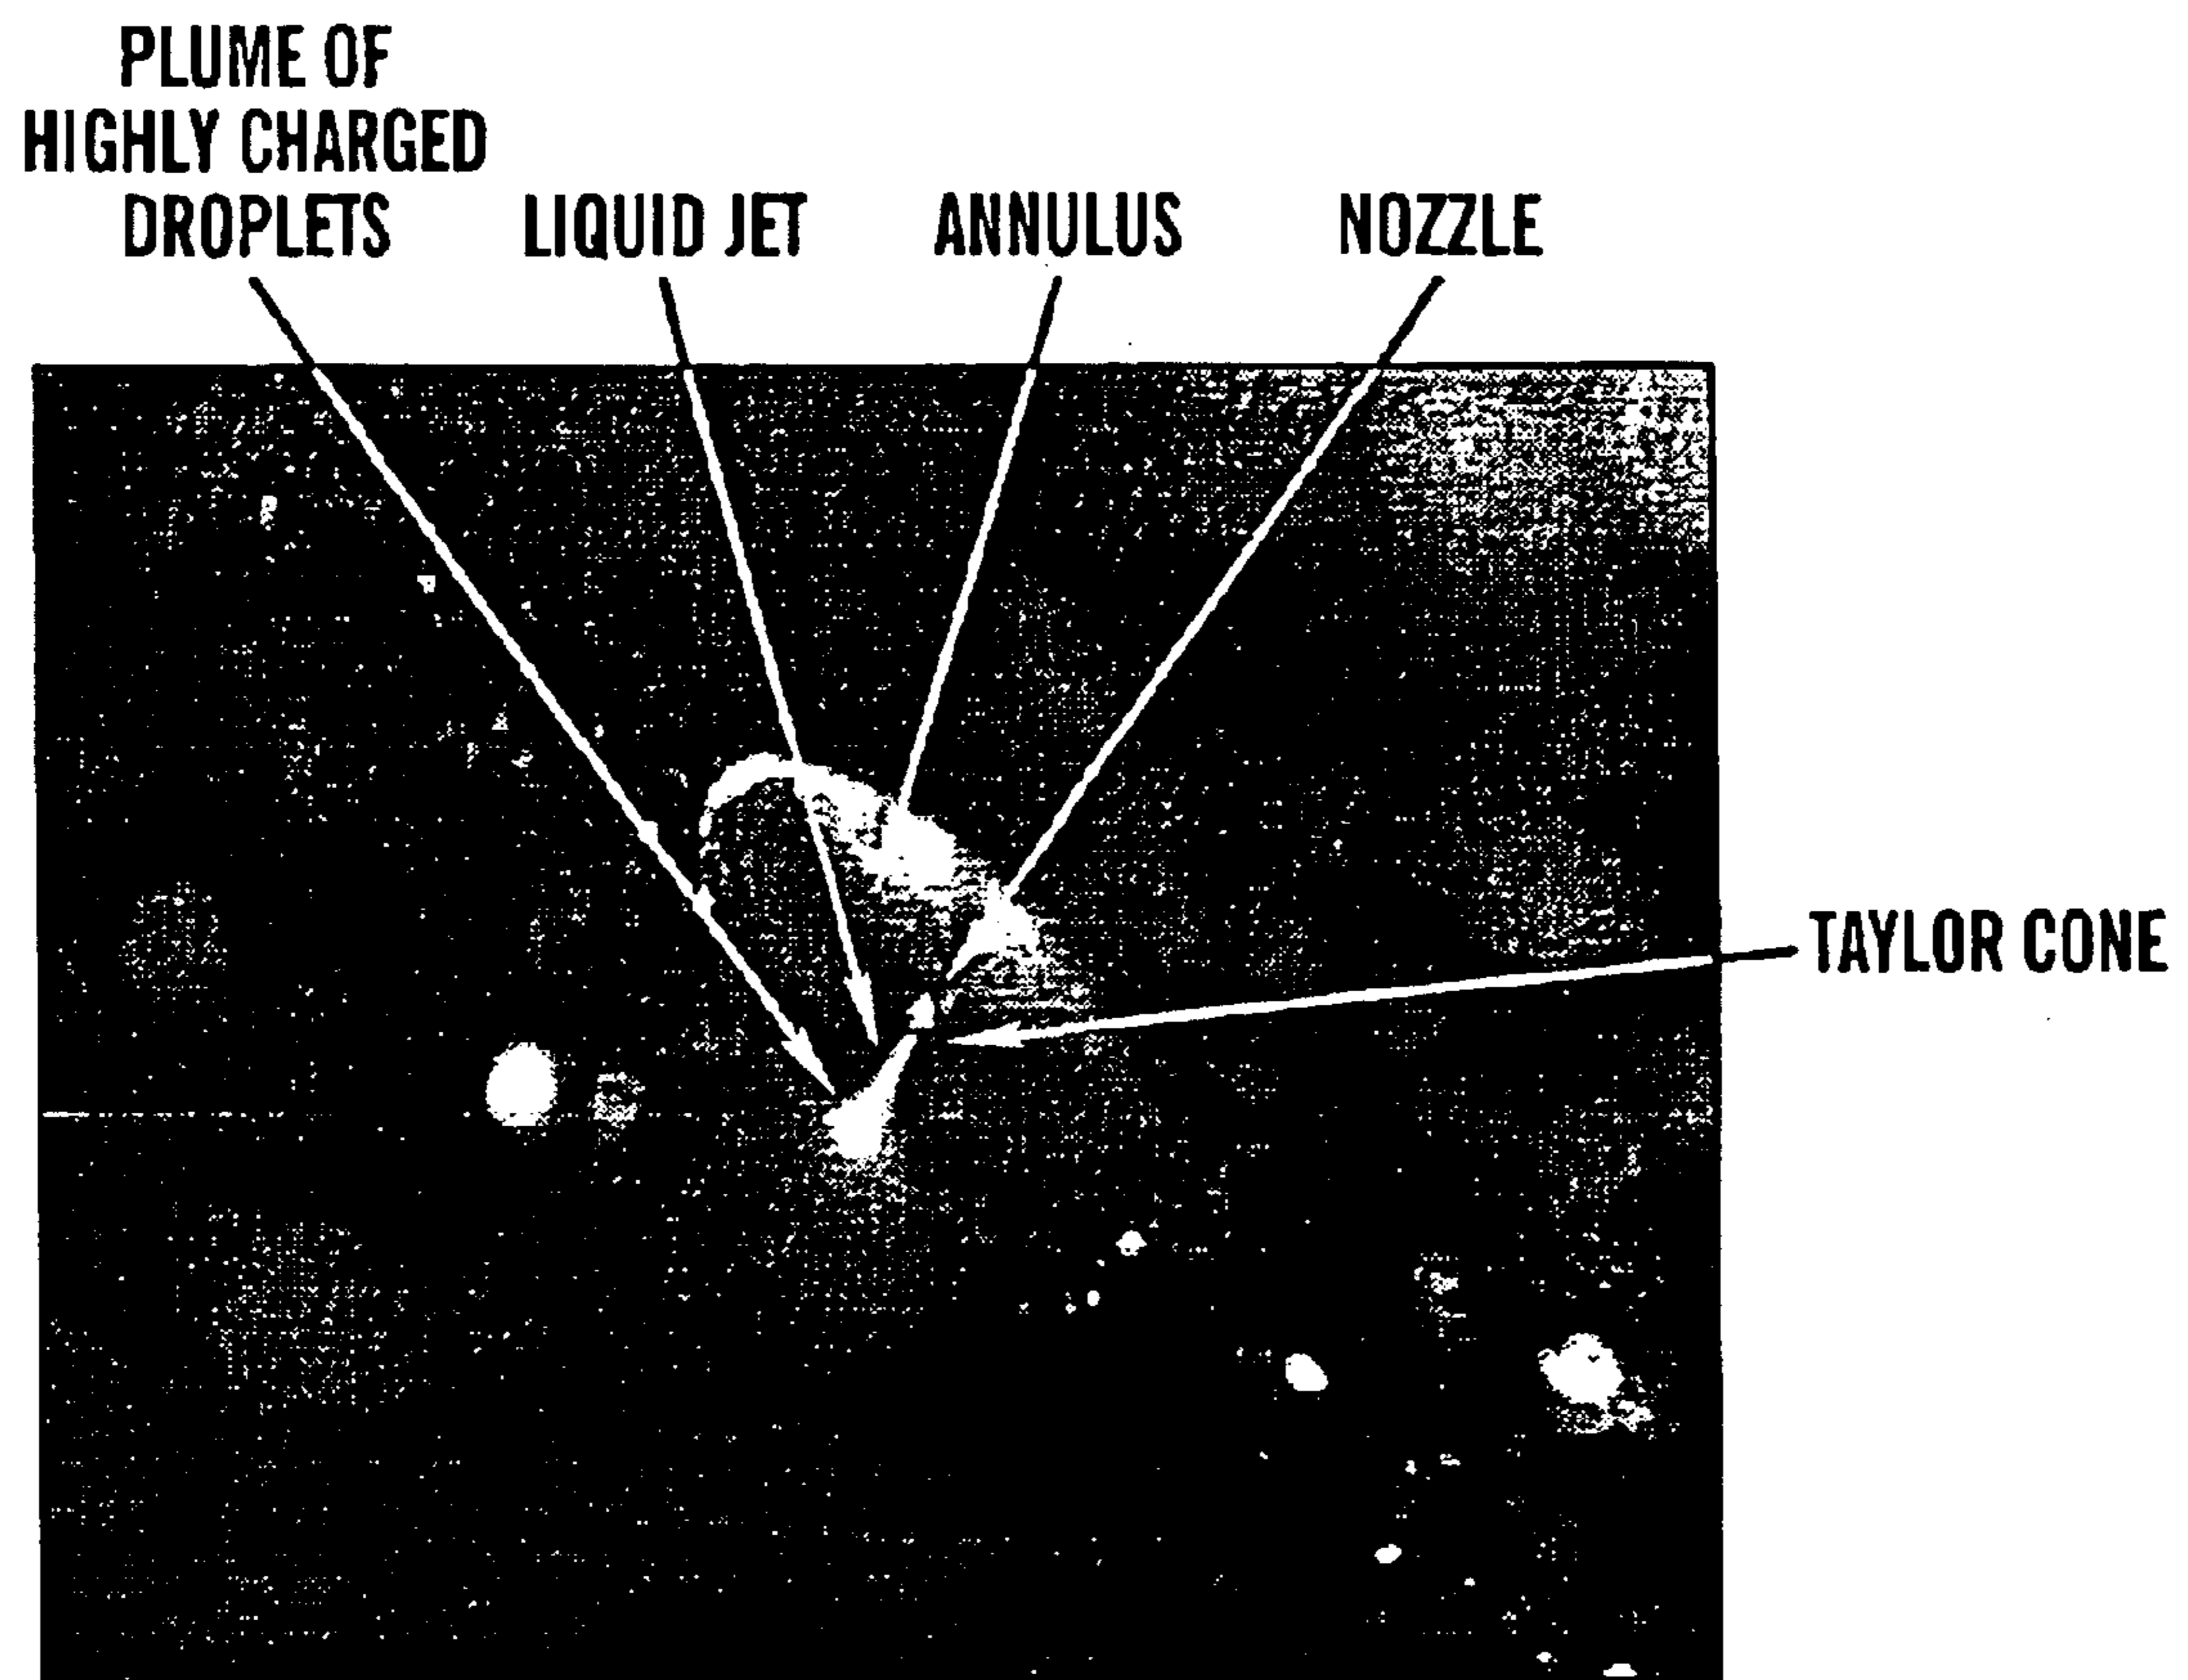 PLUME OF
HIGHLY CHARGED
DROPLETS
LIQUID JET
ANNULUS
NOZZLE
TAYLOR CONE